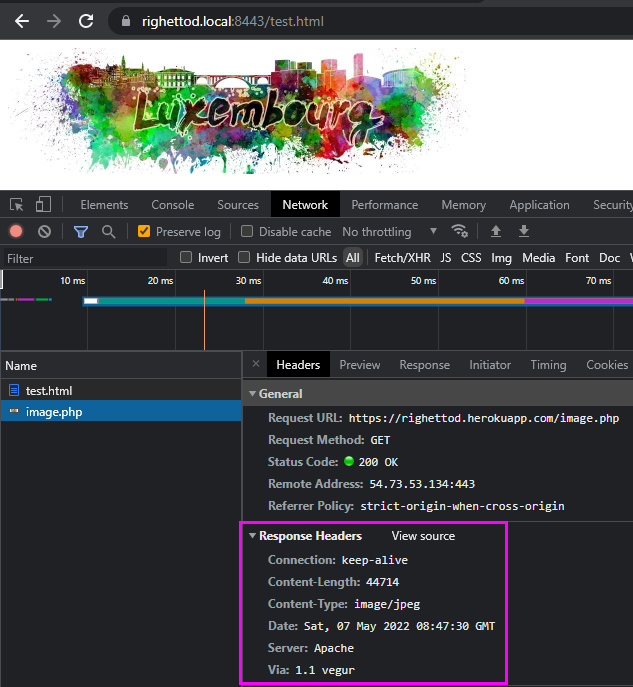 righettod.local:8443/test.html
Luxembourg
Elements Console Sources Network Performance Memory Application Security
Preserve log Disable cache No throttling
Filter Invert Hide data URLs All Fetch/XHR JS CSS Img Media Font Doc
10 ms 20 ms 30 ms 40 ms 50 ms 60 ms 70 ms
Name
test.html
image.php
× Headers Preview Response Initiator Timing Cookies
General
Request URL: https://righettod.herokuapp.com/image.php
Request Method: GET
Status Code: 200 OK
Remote Address: 54.73.53.134:443
Referrer Policy: strict-origin-when-cross-origin
Response Headers View source
Connection: keep-alive
Content-Length: 44714
Content-Type: image/jpeg
Date: Sat, 07 May 2022 08:47:30 GMT
Server: Apache
Via: 1.1 vegur